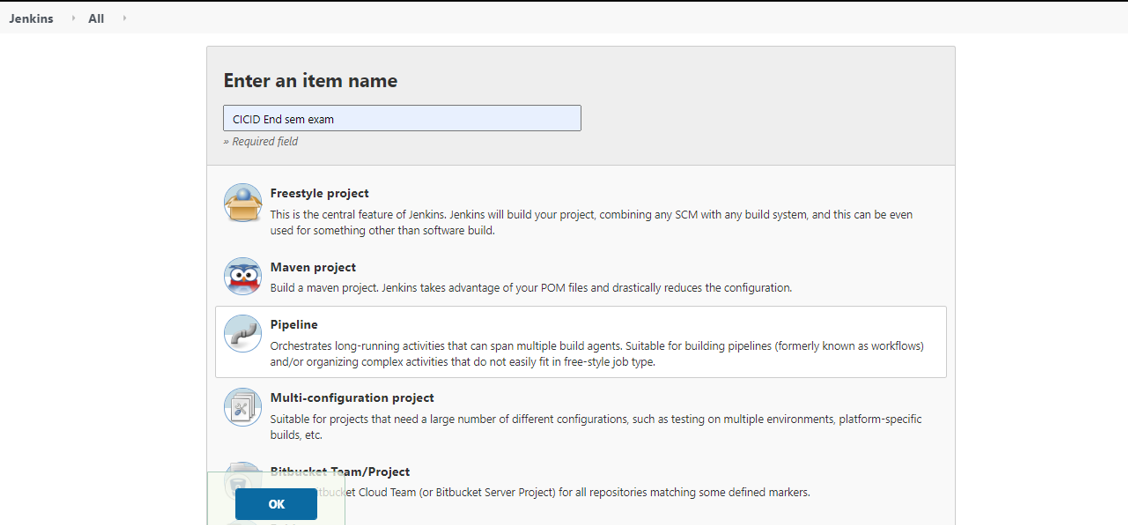 Jenkins All
Enter an item name
CICID End sem exam
» Required field
Freestyle project
This is the central feature of Jenkins. Jenkins will build your project, combining any SCM with any build system, and this can be even
used for something other than software build.
Maven project
Build a maven project. Jenkins takes advantage of your POM files and drastically reduces the configuration.
Pipeline
Orchestrates long-running activities that can span multiple build agents. Suitable for building pipelines (formerly known as workflows)
and/or organizing complex activities that do not easily fit in free-style job type.
Multi-configuration project
Suitable for projects that need a large number of different configurations, such as testing on multiple environments, platform-specific
builds, etc.
Bitbucket Team/Project
Cloud Team (or Bitbucket Server Project) for all repositories matching some defined markers.
OK